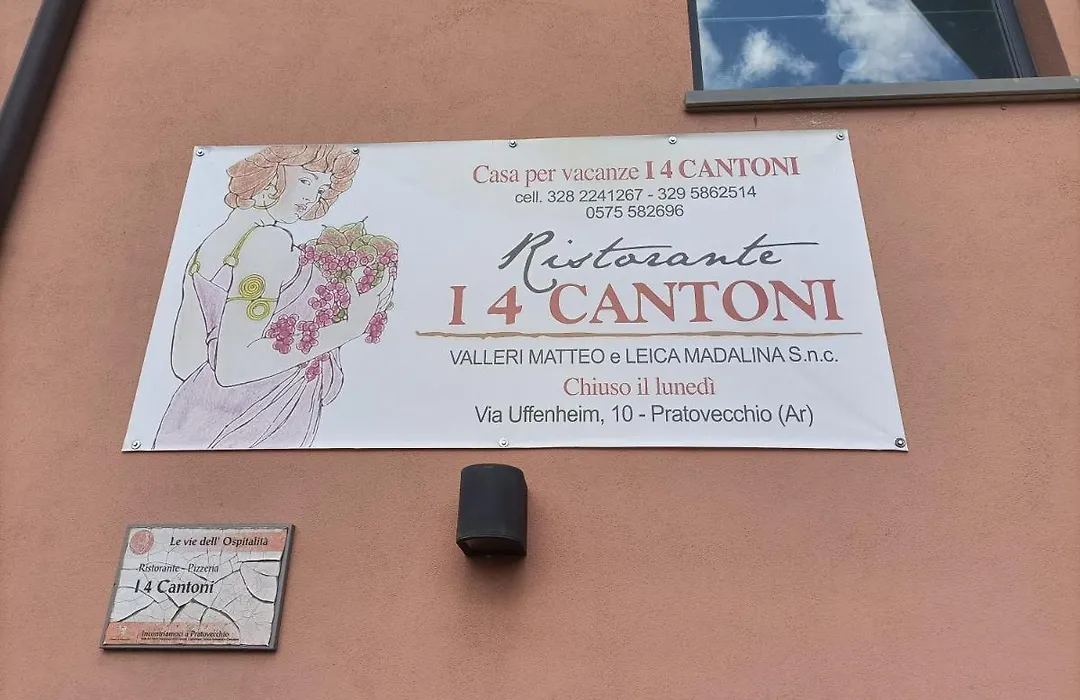 Casa per vacanze I 4 CANTONI
cell. 328 2241267 - 329 5862514
0575 582696
Ristorante
I 4 CANTONI
VALLERI MATTEO e LEICA MADALINA S.n.c.
Chiuso il lunedì
Via Uffenheim, 10 - Pratovecchio (Ar)
Le vie dell' Ospitalità
Ristorante - Pizzeria
I 4 Cantoni
Incontriamoci a Pratovecchio